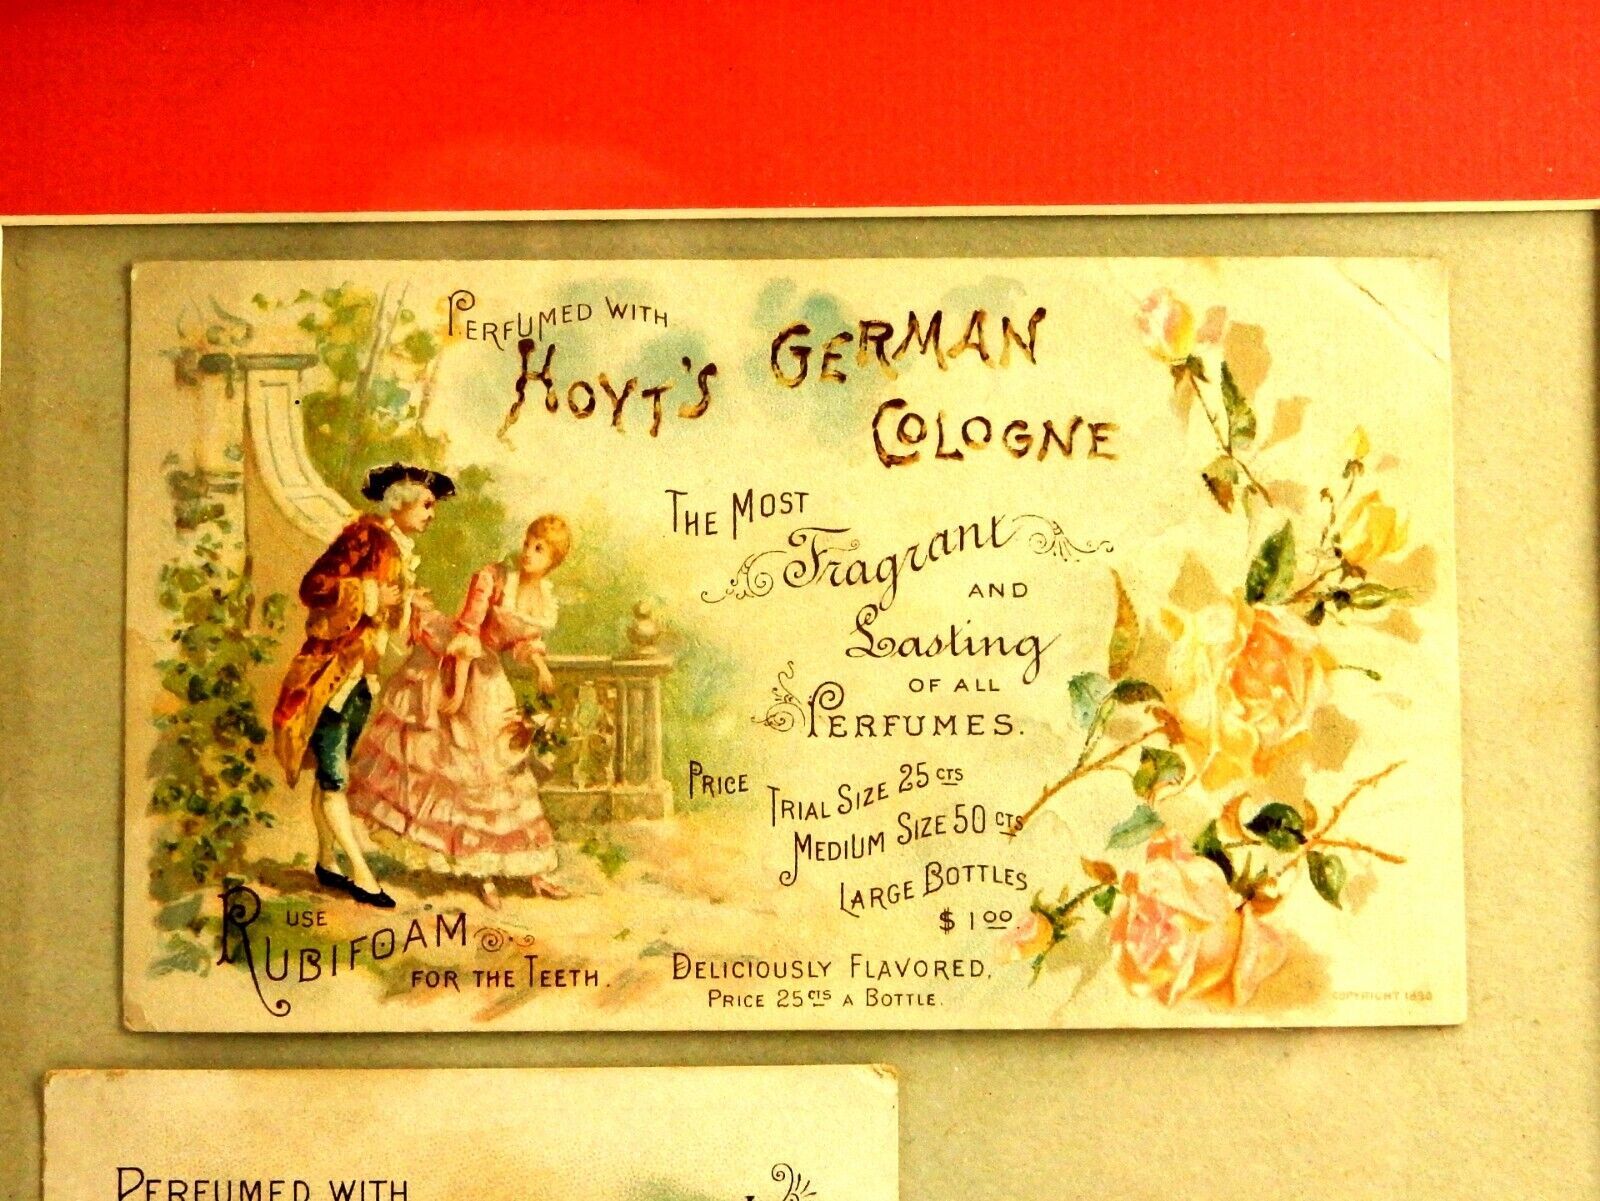 PERFUMED WITH
HOYT'S GERMAN
COLOGNE
THE MOST
Fragrant
AND
Lasting
OF ALL
PERFUMES.
PRICE TRIAL SIZE 25 CTS
MEDIUM SIZE 50 CTS
LARGE BOTTLES
$ 1 00.
USE
RUBIFOAM
FOR THE TEETH.
DELICIOUSLY FLAVORED,
PRICE 25 CTS A BOTTLE.
COPYRIGHT
PERFUMED WITH